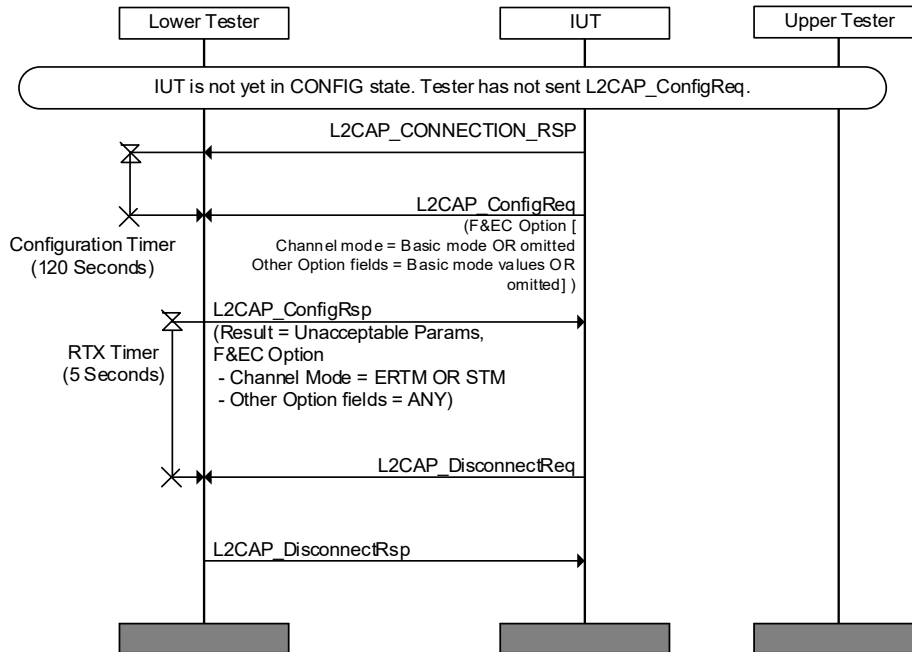 Lower Tester
IUT
Upper Tester
IUT is not yet in CONFIG state. Tester has not sent L2CAP_ConfigReq.
L2CAP_CONNECTION_RSP
L2CAP_ConfigReq
(F&EC Option [
Channel mode = Basic mode OR omitted
Other Option fields = Basic mode values OR
omitted] )
Configuration Timer
(120 Seconds)
L2CAP_ConfigRsp
(Result = Unacceptable Params,
F&EC Option
- Channel Mode = ERTM OR STM
- Other Option fields = ANY)
RTX Timer
(5 Seconds)
L2CAP_DisconnectReq
L2CAP_DisconnectRsp